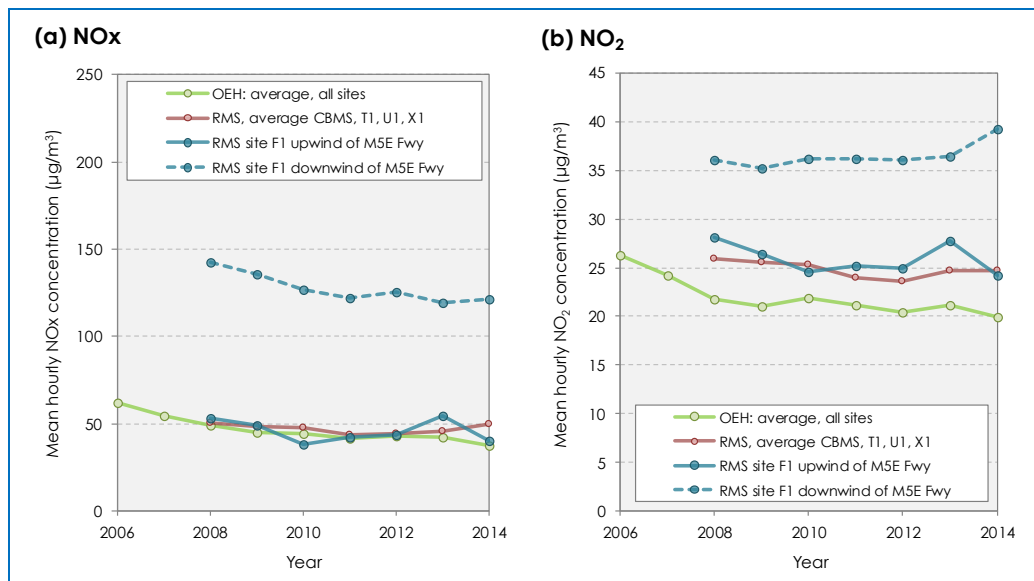 (a) NOx
Mean hourly NOx concentration (µg/m³)
250
200
150
100
50
0
OEH: average, all sites
RMS, average CBMS, T1, U1, X1
RMS site F1 upwind of M5E Fwy
RMS site F1 downwind of M5E Fwy
2006 2008 2010 2012 2014
Year
(b) NO₂
Mean hourly NO₂ concentration (µg/m³)
45
40
35
30
25
20
15
10
5
0
OEH: average, all sites
RMS, average CBMS, T1, U1, X1
RMS site F1 upwind of M5E Fwy
RMS site F1 downwind of M5E Fwy
2006 2008 2010 2012 2014
Year